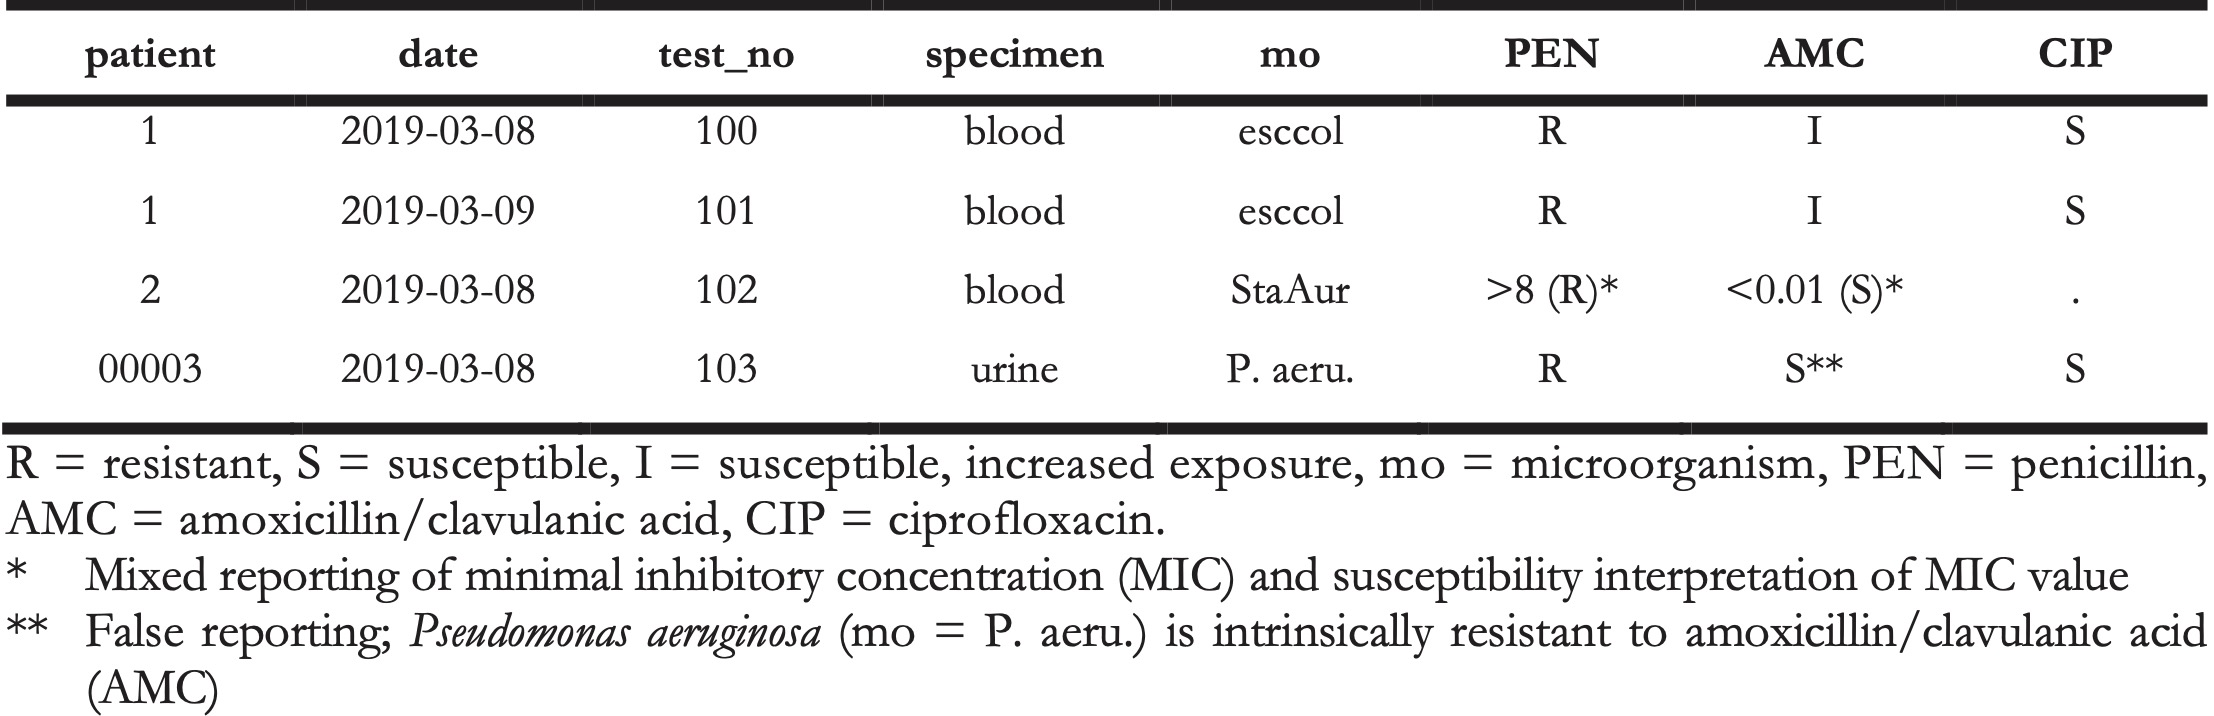 patient date test_no specimen mo PEN AMC CIP
1 2019-03-08 100 blood esccol R I S
1 2019-03-09 101 blood esccol R I S
2 2019-03-08 102 blood StaAur >8 (R)* <0.01 (S)* .
00003 2019-03-08 103 urine P. aeru. R S** S
R = resistant, S = susceptible, I = susceptible, increased exposure, mo = microorganism, PEN = penicillin,
AMC = amoxicillin/clavulanic acid, CIP = ciprofloxacin.
* Mixed reporting of minimal inhibitory concentration (MIC) and susceptibility interpretation of MIC value
** False reporting; Pseudomonas aeruginosa (mo = P. aeru.) is intrinsically resistant to amoxicillin/clavulanic acid
(AMC)